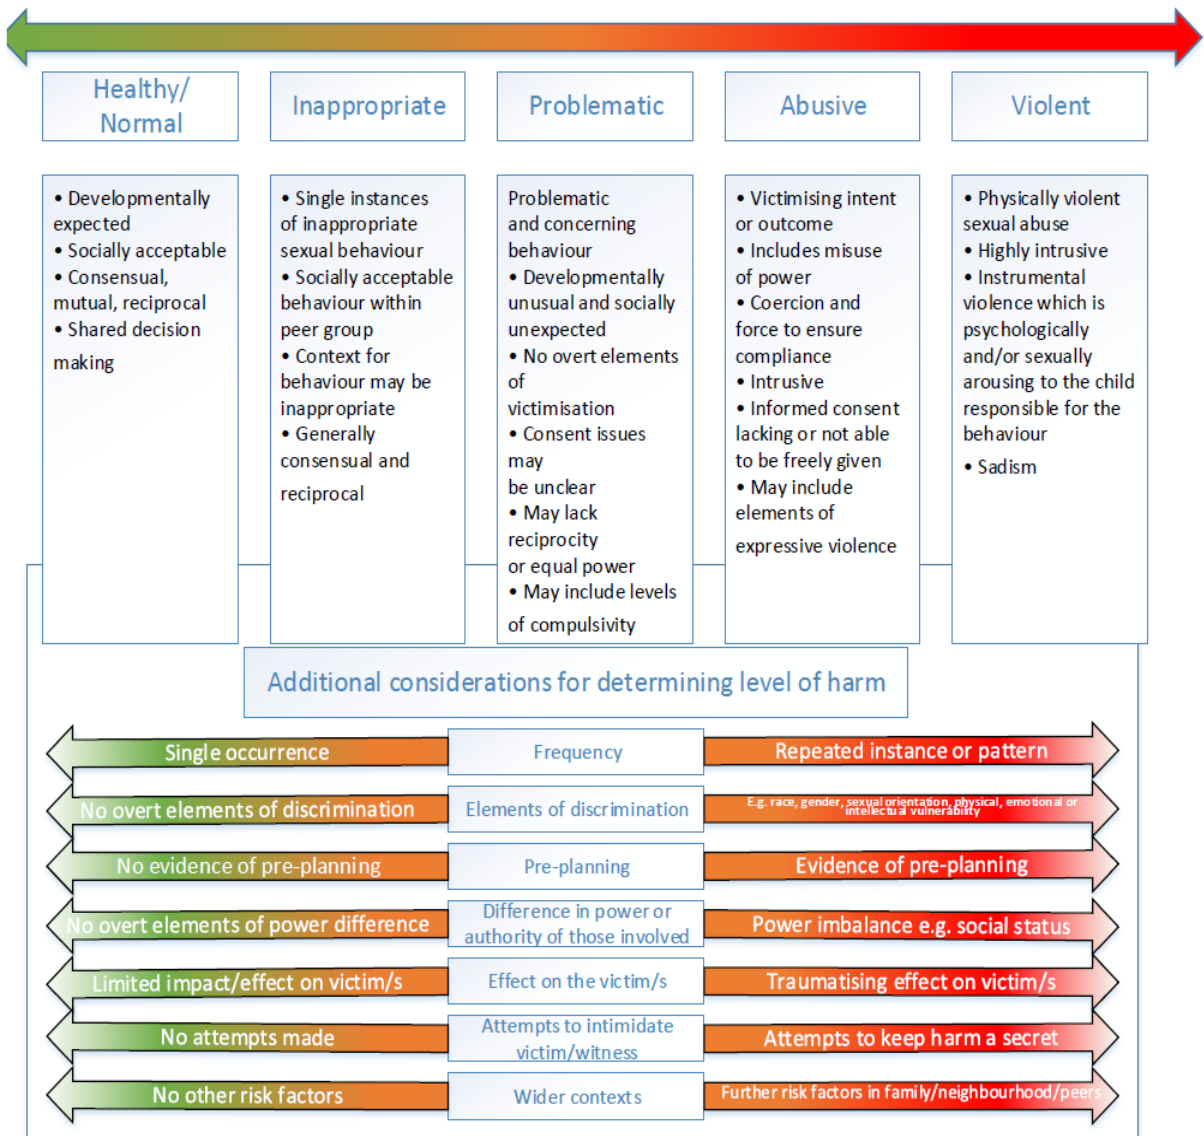 Healthy/
Normal
Inappropriate
Problematic
Abusive
Violent
• Developmentally
expected
• Socially acceptable
• Consensual,
mutual, reciprocal
• Shared decision
making
• Single instances
of inappropriate
sexual behaviour
• Socially acceptable
behaviour within
peer group
• Context for
behaviour may be
inappropriate
• Generally
consensual and
reciprocal
Problematic
and concerning
behaviour
• Developmentally
unusual and socially
unexpected
• No overt elements
of
victimisation
• Consent issues
may
be unclear
• May lack
reciprocity
or equal power
• May include levels
of compulsivity
• Victimising intent
or outcome
• Includes misuse
of power
• Coercion and
force to ensure
compliance
• Intrusive
• Informed consent
lacking or not able
to be freely given
• May include
elements of
expressive violence
• Physically violent
sexual abuse
• Highly intrusive
• Instrumental
violence which is
psychologically
and/or sexually
arousing to the child
responsible for the
behaviour
• Sadism
Additional considerations for determining level of harm
Single occurrence
Frequency
Repeated instance or pattern
No overt elements of discrimination
Elements of discrimination
E.g. race, gender, sexual orientation, physical, emotional or
intellectual vulnerability
No evidence of pre-planning
Pre-planning
Evidence of pre-planning
No overt elements of power difference
Difference in power or
authority of those involved
Power imbalance e.g. social status
Limited impact/effect on victim/s
Effect on the victim/s
Traumatising effect on victim/s
No attempts made
Attempts to intimidate
victim/witness
Attempts to keep harm a secret
No other risk factors
Wider contexts
Further risk factors in family/neighbourhood/peers